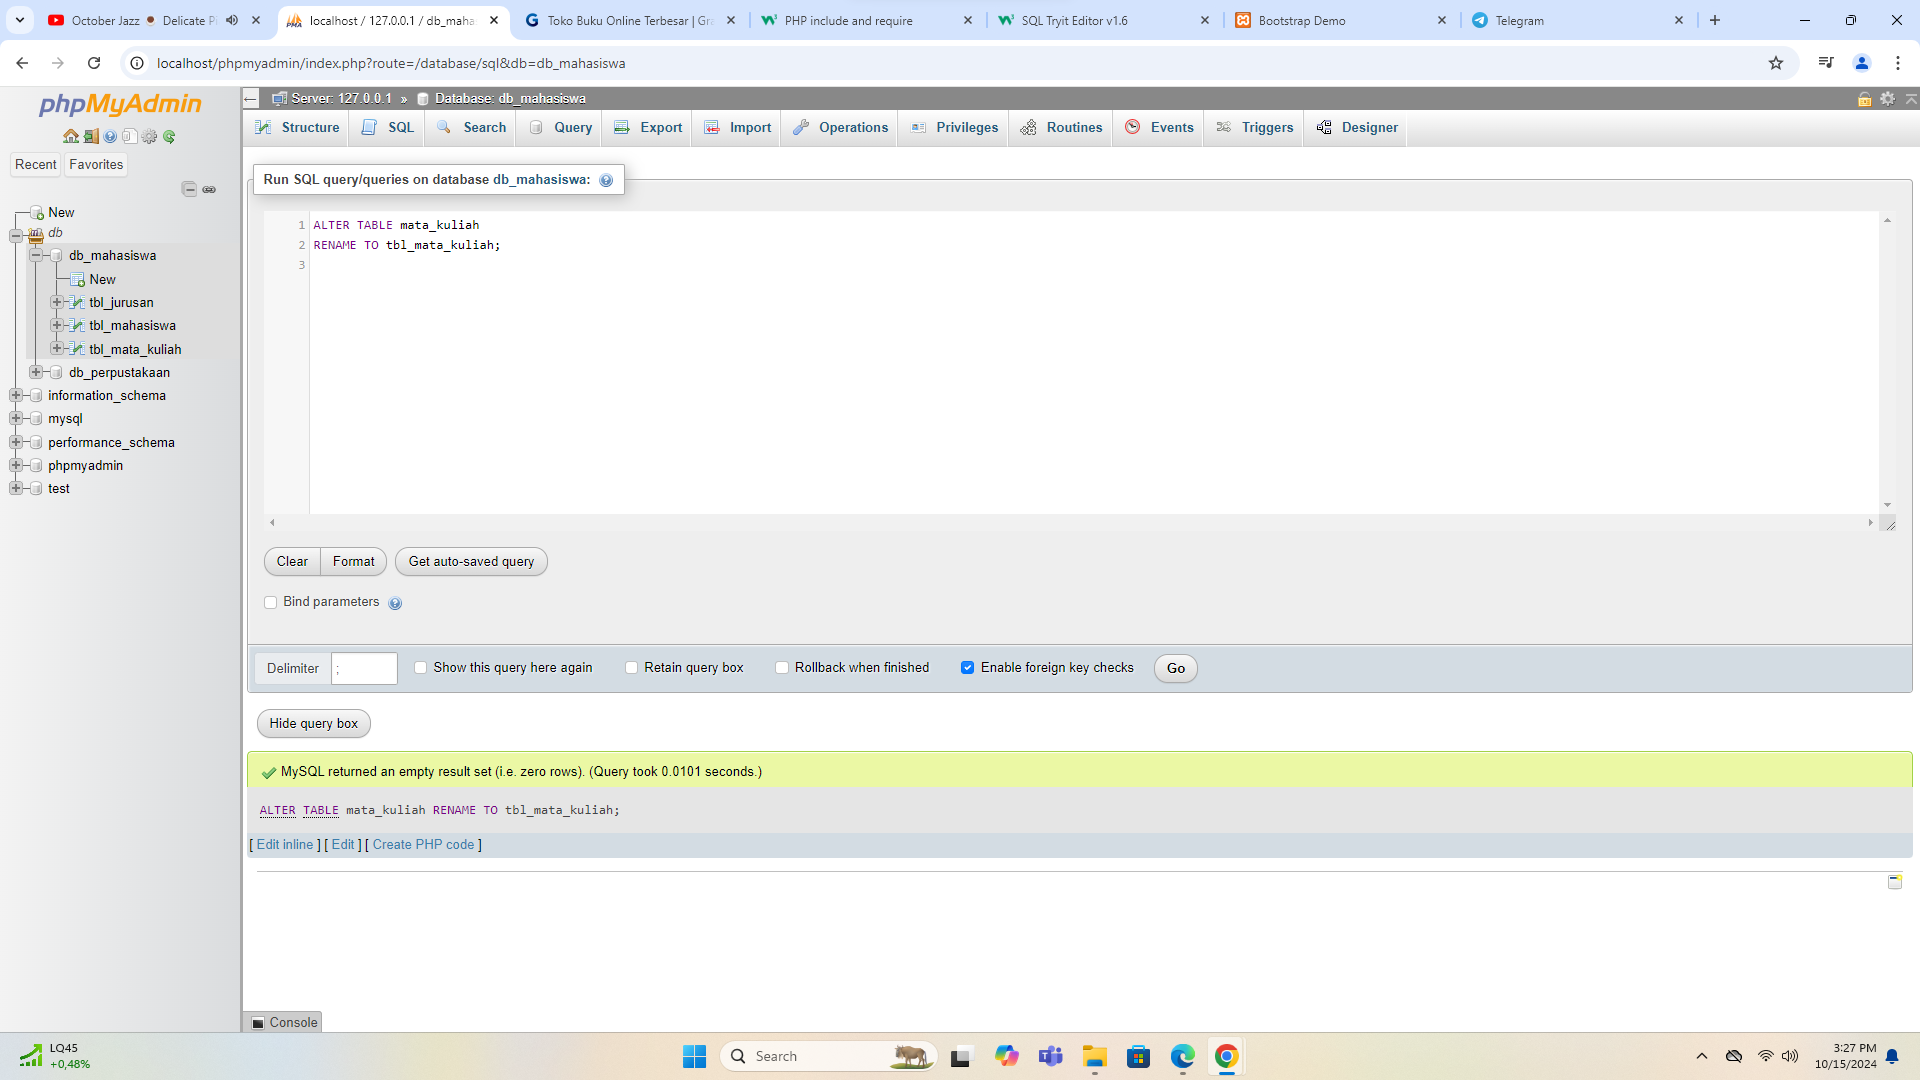 October Jazz ☕ Delicate Pi
localhost / 127.0.0.1 / db_mahas
Toko Buku Online Terbesar | Gra
PHP include and require
SQL Tryit Editor v1.6
Bootstrap Demo
Telegram
localhost/phpmyadmin/index.php?route=/database/sql&db=db_mahasiswa
phpMyAdmin
Recent
Favorites
New
db
db_mahasiswa
New
tbl_jurusan
tbl_mahasiswa
tbl_mata_kuliah
db_perpustakaan
information_schema
mysql
performance_schema
phpmyadmin
test
Server: 127.0.0.1 » Database: db_mahasiswa
Structure SQL Search Query Export Import Operations Privileges Routines Events Triggers Designer
Run SQL query/queries on database db_mahasiswa:
1 ALTER TABLE mata_kuliah
2 RENAME TO tbl_mata_kuliah;
3
Clear Format Get auto-saved query
Bind parameters
Delimiter ; Show this query here again Retain query box Rollback when finished Enable foreign key checks Go
Hide query box
MySQL returned an empty result set (i.e. zero rows). (Query took 0.0101 seconds.)
ALTER TABLE mata_kuliah RENAME TO tbl_mata_kuliah;
[ Edit inline ] [ Edit ] [ Create PHP code ]
Console
LQ45
+0,48%
Search
3:27 PM
10/15/2024